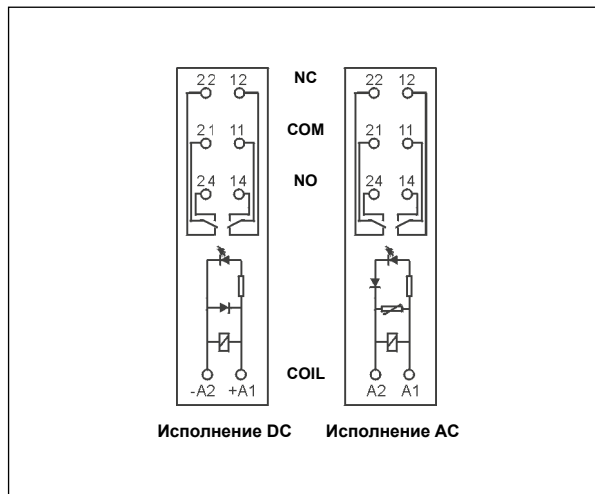 22 12 NC 22 12
21 11 COM 21 11
24 14 NO 24 14
-A2 +A1 COIL A2 A1
Исполнение DC Исполнение AC